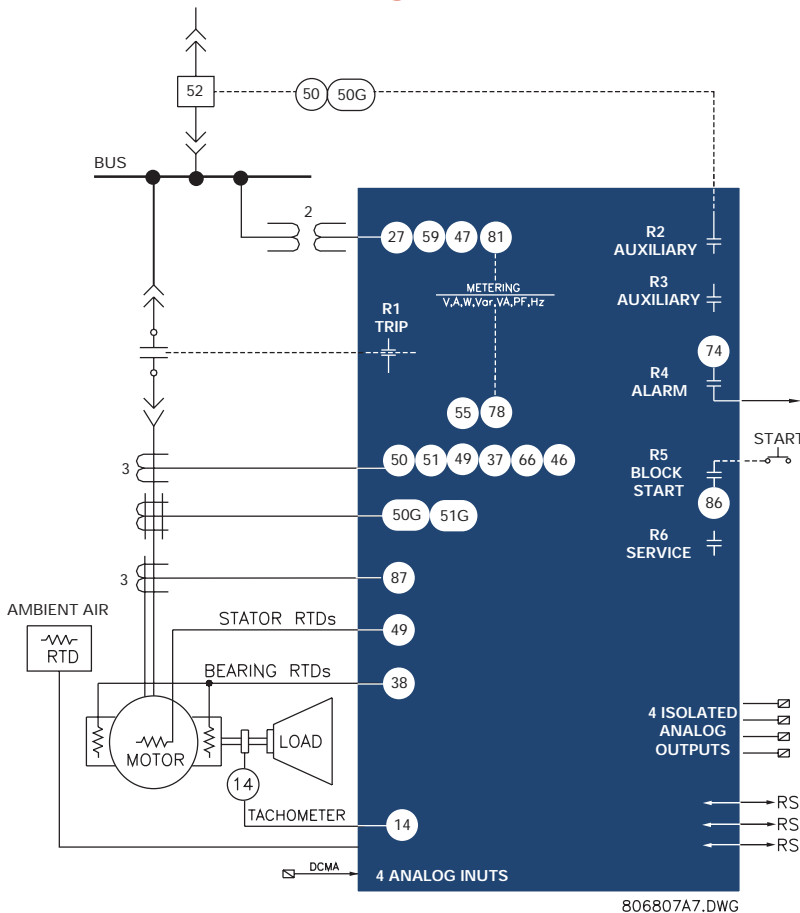 52
50
50G
BUS
2
27
59
47
81
METERING
V,A,W,Var,VA,PF,Hz
R1
TRIP
R2
AUXILIARY
R3
AUXILIARY
74
R4
ALARM
55
78
START
3
50
51
49
37
66
46
R5
BLOCK
START
86
50G
51G
R6
SERVICE
3
87
AMBIENT AIR
RTD
STATOR RTDs
49
BEARING RTDs
38
MOTOR
LOAD
4 ISOLATED
ANALOG
OUTPUTS
14
TACHOMETER
14
RS
RS
RS
DCMA
4 ANALOG INUTS
806807A7.DWG